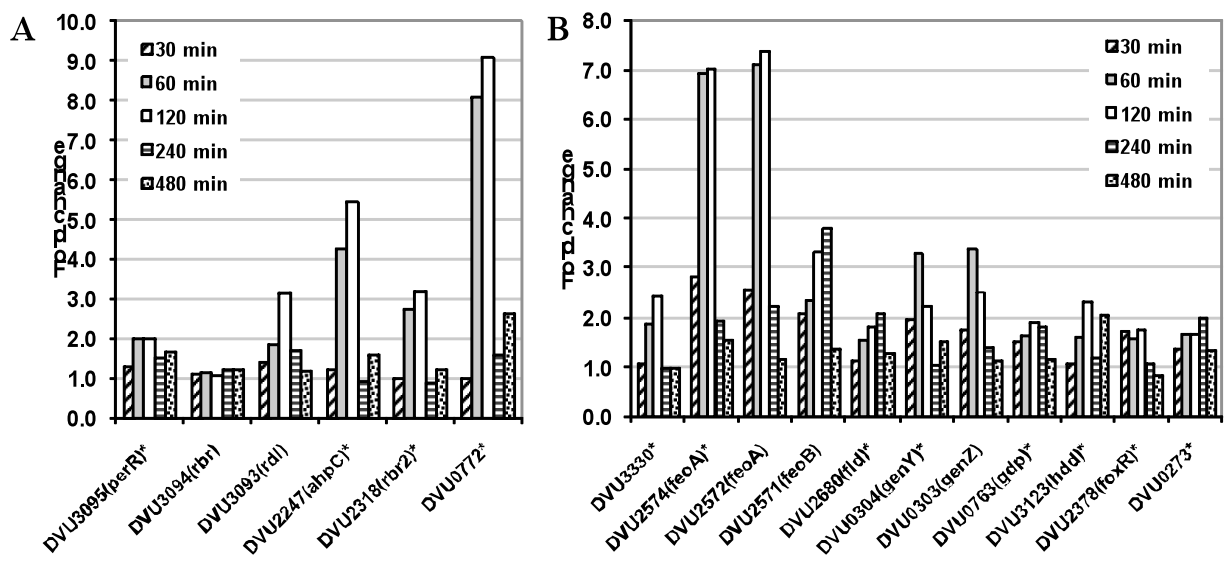 A
10.0
9.0
8.0
7.0
6.0
5.0
4.0
3.0
2.0
1.0
0.0
Fold change
30 min
60 min
120 min
240 min
480 min
DVU3095(perR)*
DVU3094(rbr)
DVU3093(rdl)
DVU2247(ahpC)*
DVU2318(rbr2)*
DVU0772*
B
8.0
7.0
6.0
5.0
4.0
3.0
2.0
1.0
0.0
Fold change
30 min
60 min
120 min
240 min
480 min
DVU3330*
DVU2574(feoA)*
DVU2572(feoA)
DVU2571(feoB)
DVU2680(fld)*
DVU0304(genY)*
DVU0303(genZ)
DVU0763(gdp)*
DVU3123(hdd)*
DVU2378(foxR)*
DVU0273*